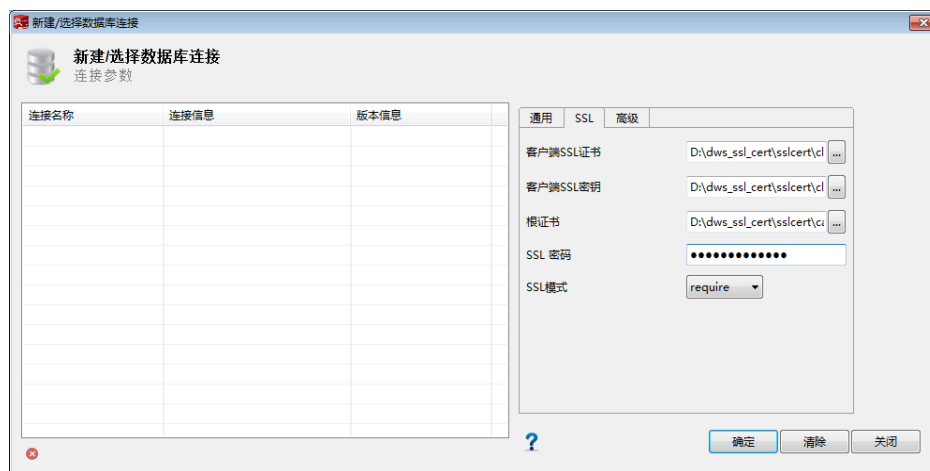 新建/选择数据库连接
新建/选择数据库连接
连接参数
连接名称 连接信息 版本信息
通用 SSL 高级
客户端SSL证书 D:\dws_ssl_cert\sslcert\cl ...
客户端SSL密钥 D:\dws_ssl_cert\sslcert\cl ...
根证书 D:\dws_ssl_cert\sslcert\ca ...
SSL 密码 ●●●●●●●●●●●●●
SSL模式 require
? 确定 清除 关闭